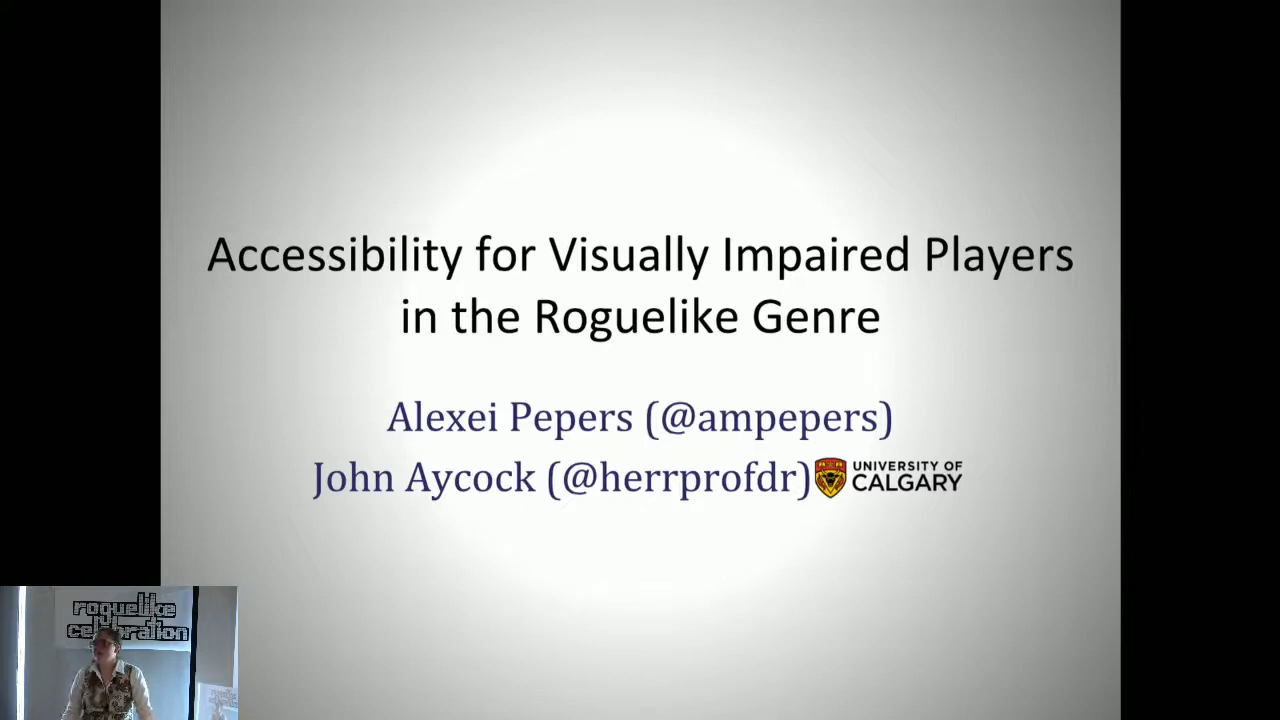 Accessibility for Visually Impaired Players
in the Roguelike Genre
Alexei Pepers (@ampepers)
John Aycock (@herrprofdr)
UNIVERSITY OF
CALGARY
roguelike
celebration